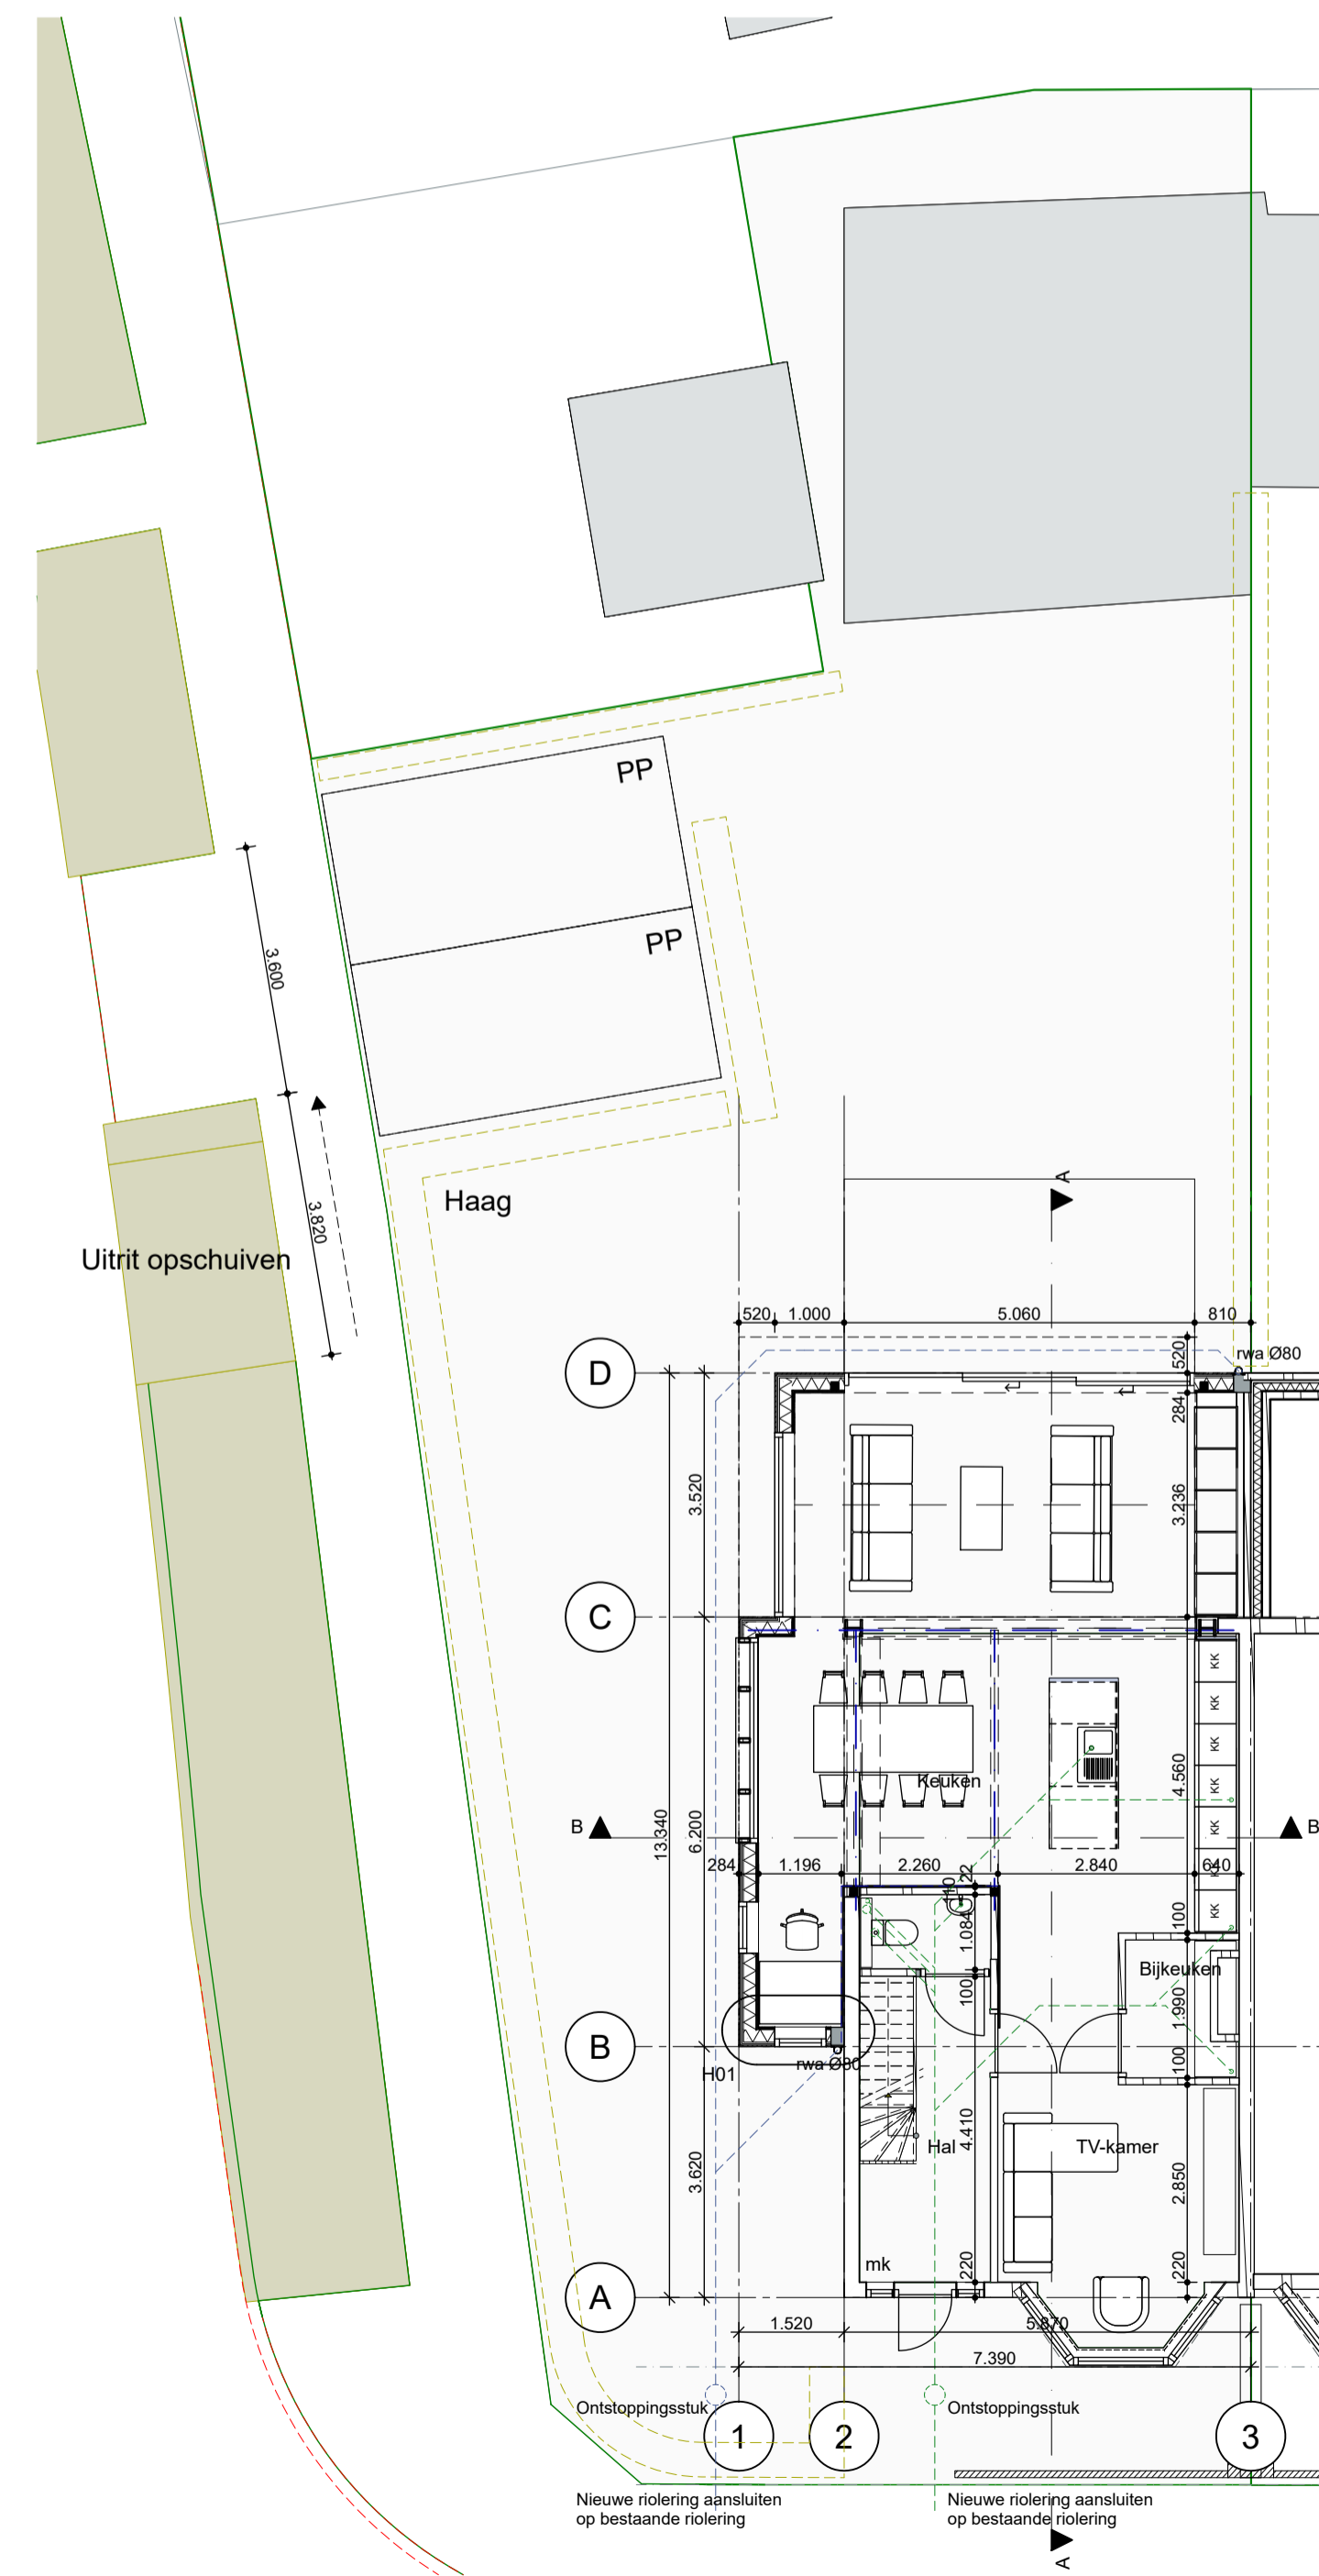 PP
PP
3.600
Haag
3.820
Uitrit opschuiven
A
520
1.000
5.060
810
D
520
rwa Ø80
284
3.520
3.236
C
KK
KK
KK
KK
KK
KK
KK
Keuken
4.560
B
B
13.340
6.200
284
1.196
2.260
2.840
640
22
110
1.084
100
100
Bijkeuken
1.990
100
B
H01
rwa Ø80
Hal
4.410
TV-kamer
3.620
2.850
mk
220
220
A
1.520
5.870
7.390
Ontstoppingsstuk
Ontstoppingsstuk
1
2
3
Nieuwe riolering aansluiten
op bestaande riolering
Nieuwe riolering aansluiten
op bestaande riolering
A